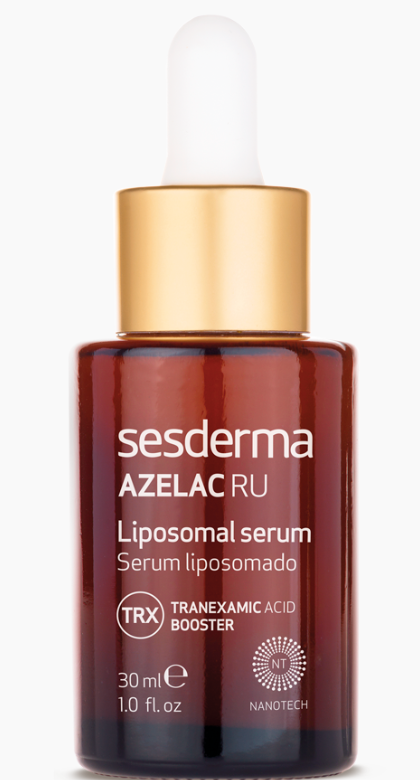 sesderma
AZELAC RU
Liposomal serum
Serum liposomado
TRX
TRANEXAMIC ACID
BOOSTER
30 ml ℮
1.0 fl. oz
NT
NANOTECH